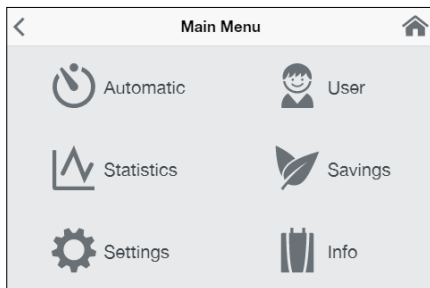 Main Menu
Automatic
User
Statistics
Savings
Settings
Info